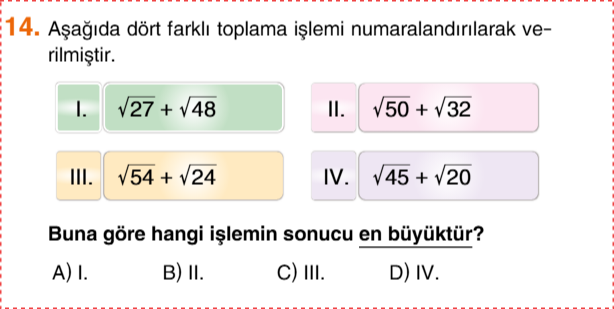 14. Aşağıda dört farklı toplama işlemi numaralandırılarak ve-
rilmiştir.
I. √27 + √48
II. √50 + √32
III. √54 + √24
IV. √45 + √20
Buna göre hangi işlemin sonucu en büyüktür?
A) I. B) II. C) III. D) IV.